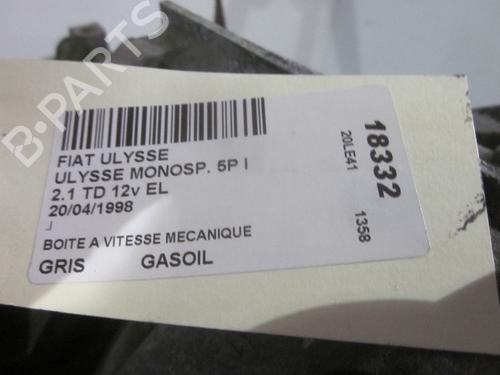 B-PARTS
FIAT ULYSSE
ULYSSE MONOSP. 5P I
2.1 TD 12v EL
20/04/1998
BOITE A VITESSE MECANIQUE
GRIS GASOIL
20LE41
18332
1358